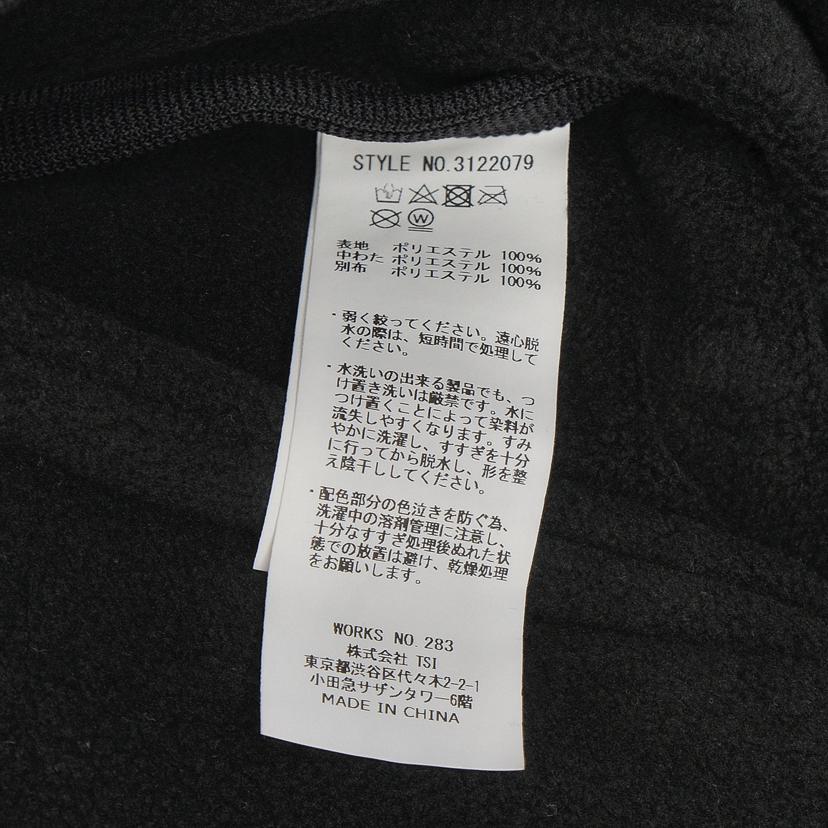 STYLE NO.3122079
W
表地 ポリエステル 100%
中わた ポリエステル 100%
別布 ポリエステル 100%
・弱く絞ってください。遠心脱
水の際は、短時間で処理して
ください。
・水洗いの出来る製品でも、つ
け置き洗いは厳禁です。水に
つけ置くことによって染料が
流失しやすくなります。すみ
やかに洗濯し、すすぎを十分
に行ってから脱水し、形を整
え陰干ししてください。
・配色部分の色泣きを防ぐ為、
洗濯中の溶剤管理に注意し、
十分なすすぎ処理後ぬれた状
態での放置は避け、乾燥処理
をお願いします。
WORKS NO.283
株式会社 TSI
東京都渋谷区代々木2-2-1
小田急サザンタワー6階
MADE IN CHINA